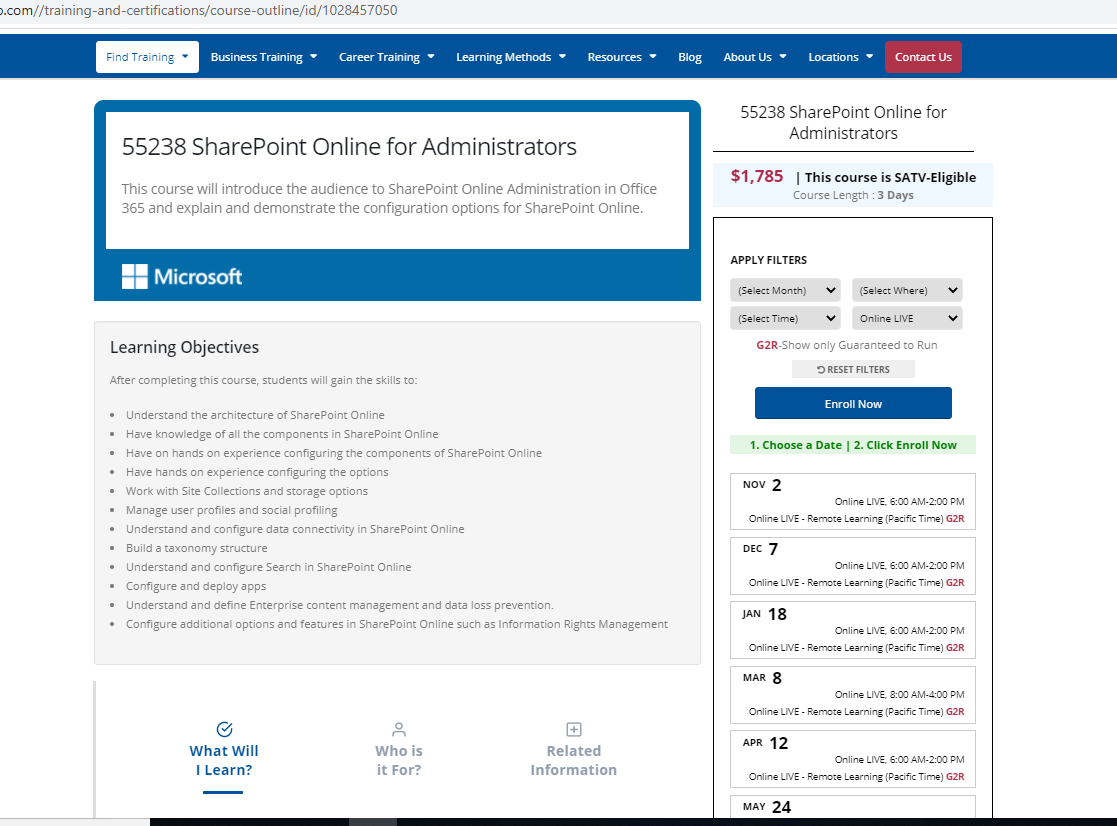 o.com//training-and-certifications/course-outline/id/1028457050
Find Training Business Training Career Training Learning Methods Resources Blog About Us Locations Contact Us
55238 SharePoint Online for Administrators
This course will introduce the audience to SharePoint Online Administration in Office
365 and explain and demonstrate the configuration options for SharePoint Online.
Microsoft
Learning Objectives
After completing this course, students will gain the skills to:
• Understand the architecture of SharePoint Online
• Have knowledge of all the components in SharePoint Online
• Have on hands on experience configuring the components of SharePoint Online
• Have hands on experience configuring the options
• Work with Site Collections and storage options
• Manage user profiles and social profiling
• Understand and configure data connectivity in SharePoint Online
• Build a taxonomy structure
• Understand and configure Search in SharePoint Online
• Configure and deploy apps
• Understand and define Enterprise content management and data loss prevention.
• Configure additional options and features in SharePoint Online such as Information Rights Management
What Will
I Learn?
Who is
it For?
Related
Information
55238 SharePoint Online for
Administrators
$1,785 | This course is SATV-Eligible
Course Length : 3 Days
APPLY FILTERS
(Select Month) (Select Where)
(Select Time) Online LIVE
G2R-Show only Guaranteed to Run
RESET FILTERS
Enroll Now
1. Choose a Date | 2. Click Enroll Now
NOV 2
Online LIVE, 6:00 AM-2:00 PM
Online LIVE - Remote Learning (Pacific Time) G2R
DEC 7
Online LIVE, 6:00 AM-2:00 PM
Online LIVE - Remote Learning (Pacific Time) G2R
JAN 18
Online LIVE, 6:00 AM-2:00 PM
Online LIVE - Remote Learning (Pacific Time) G2R
MAR 8
Online LIVE, 8:00 AM-4:00 PM
Online LIVE - Remote Learning (Pacific Time) G2R
APR 12
Online LIVE, 6:00 AM-2:00 PM
Online LIVE - Remote Learning (Pacific Time) G2R
MAY 24